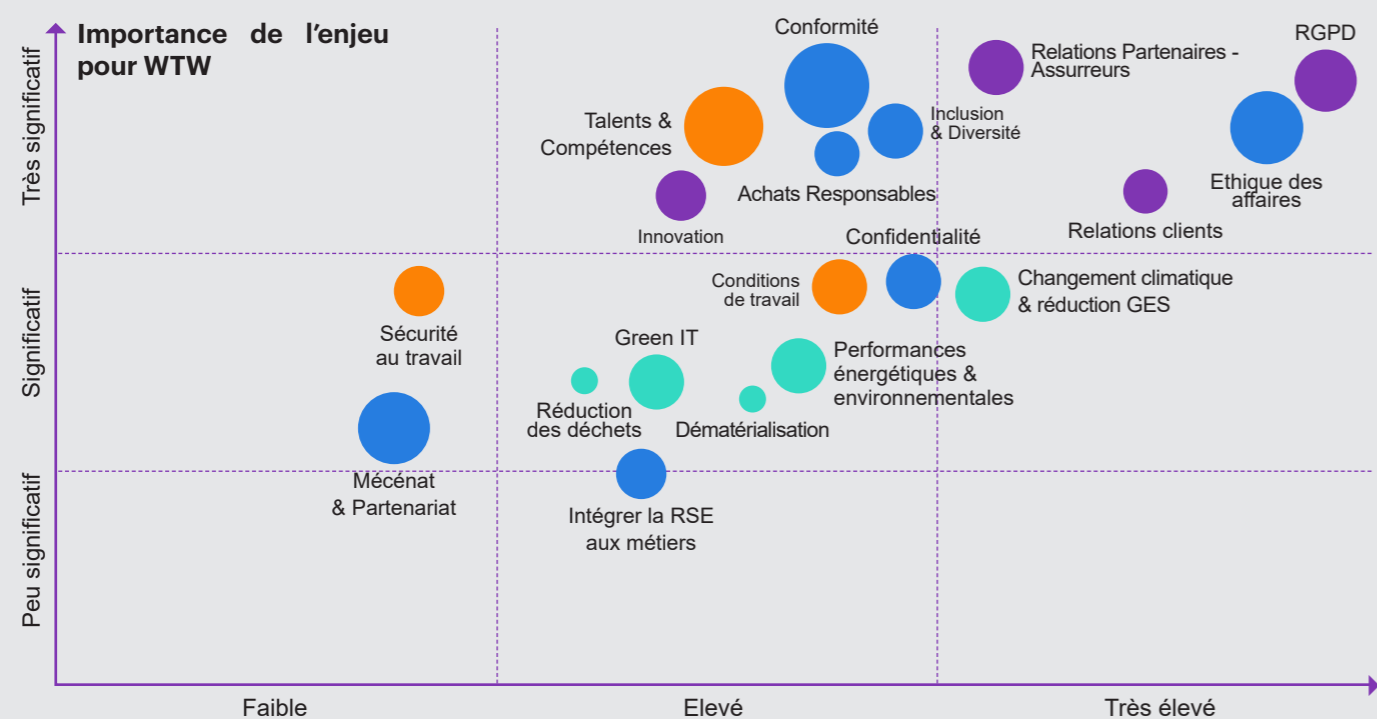 Importance de l'enjeu
pour WTW
Très significatif
Significatif
Peu significatif
Conformité
Relations Partenaires -
Assurreurs
RGPD
Talents &
Compétences
Inclusion
& Diversité
Achats Responsables
Ethique des
affaires
Innovation
Relations clients
Confidentialité
Conditions
de travail
Changement climatique
& réduction GES
Sécurité
au travail
Green IT
Performances
énergétiques &
environnementales
Réduction
des déchets
Dématérialisation
Mécénat
& Partenariat
Intégrer la RSE
aux métiers
Faible
Elevé
Très élevé